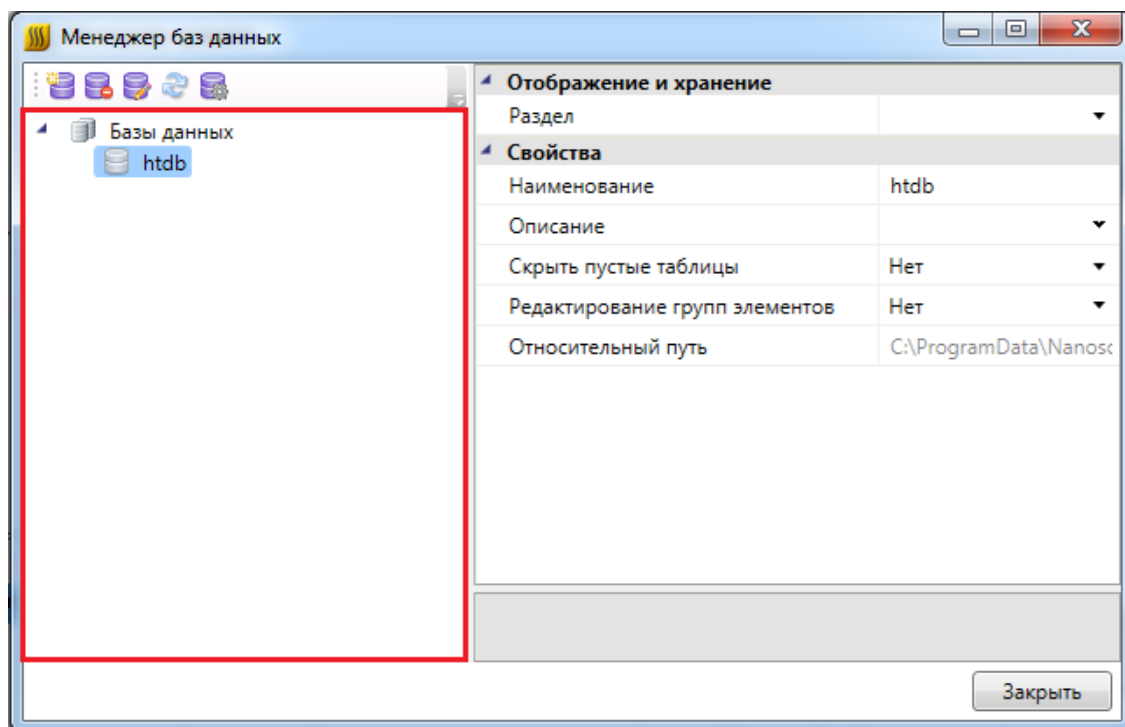 Менеджер баз данных
Базы данных
htdb
Отображение и хранение
Раздел
Свойства
Наименование htdb
Описание
Скрыть пустые таблицы Нет
Редактирование групп элементов Нет
Относительный путь C:\ProgramData\Nanosc
Закрыть